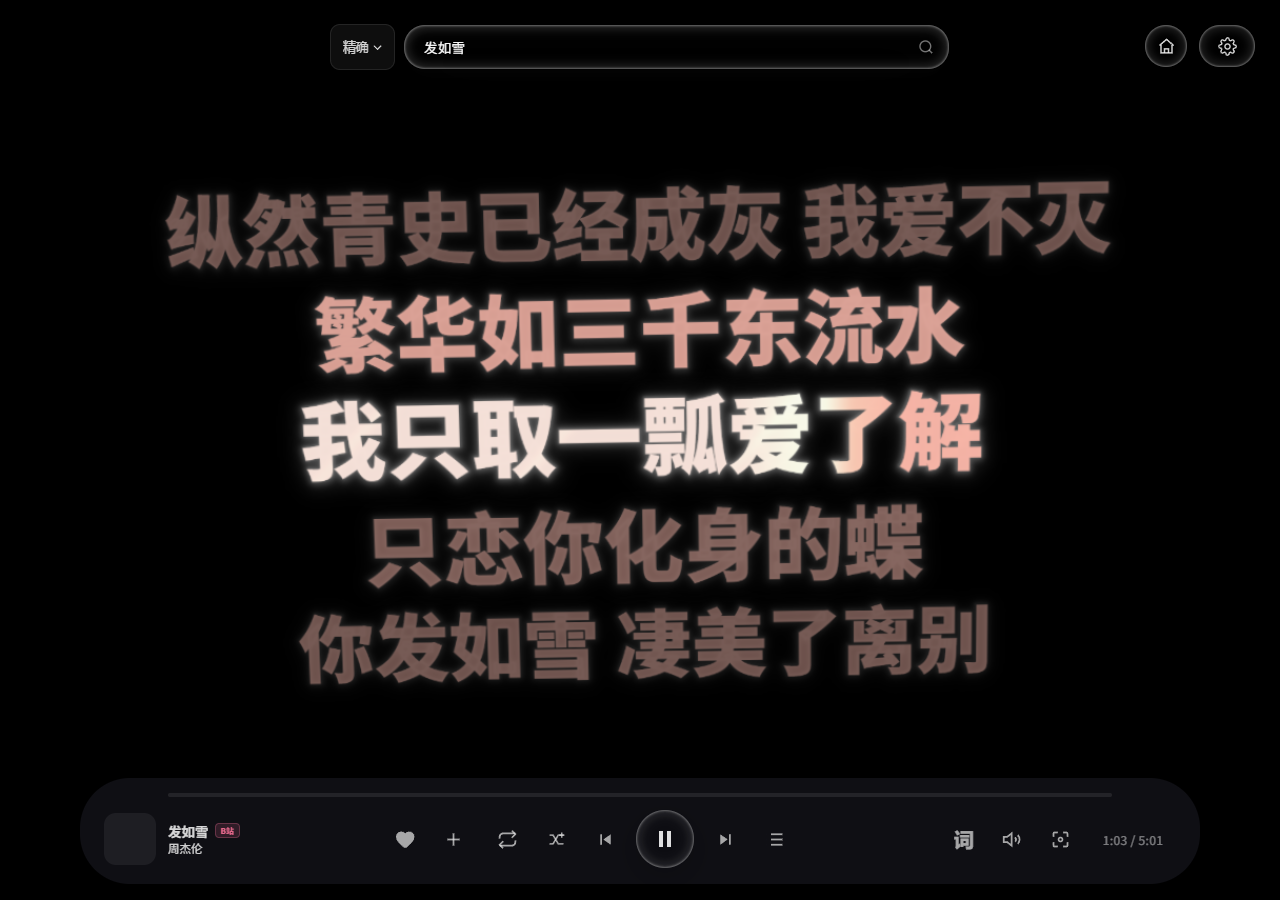 精确
发如雪
纵然青史已经成灰 我爱不灭
繁华如三千东流水
我只取一瓢爱了解
只恋你化身的蝶
你发如雪 凄美了离别
发如雪 B站
周杰伦
词
1:03 / 5:01